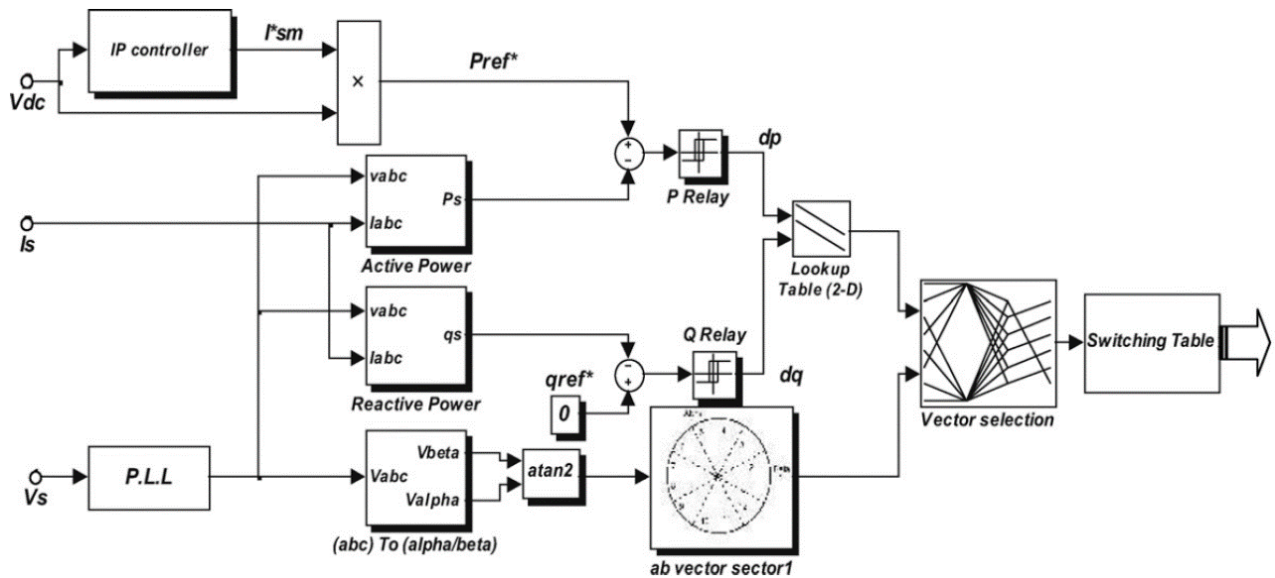 IP controller
I*sm
×
Pref*
Vdc
dp
P Relay
vabc
Ps
Iabc
Active Power
Is
Lookup
Table (2-D)
vabc
qs
Iabc
Reactive Power
Q Relay
dq
qref*
0
Switching Table
Vector selection
Vs
P.L.L
Vabc
Vbeta
Valpha
(abc) To (alpha/beta)
atan2
ab vector sector1